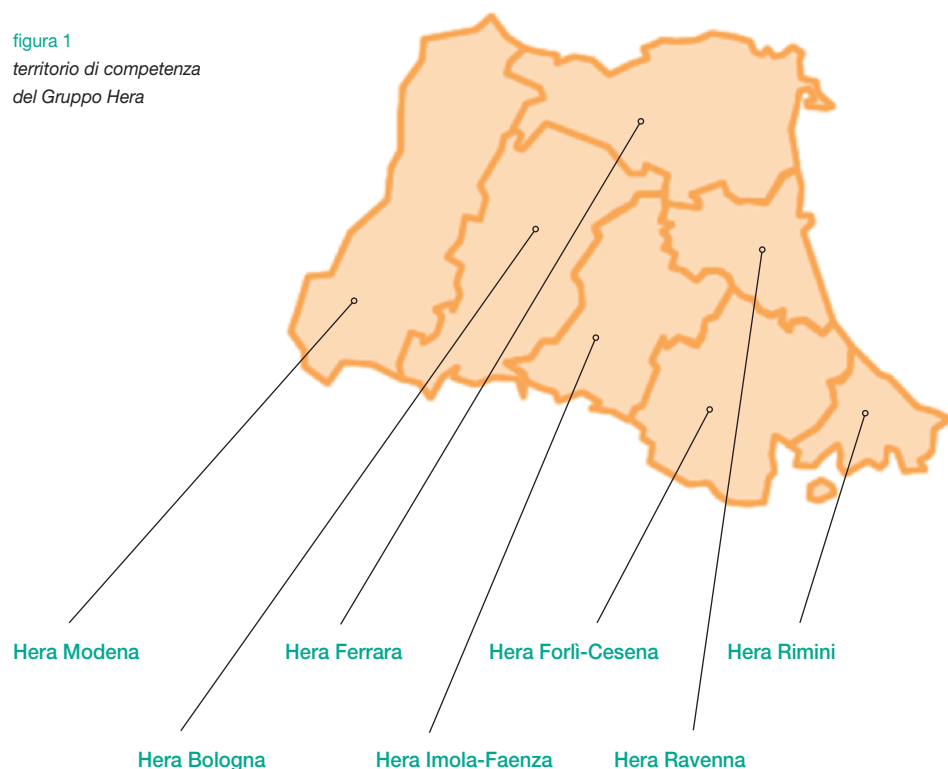 figura 1
territorio di competenza
del Gruppo Hera
Hera Modena
Hera Ferrara
Hera Forlì-Cesena
Hera Rimini
Hera Bologna
Hera Imola-Faenza
Hera Ravenna